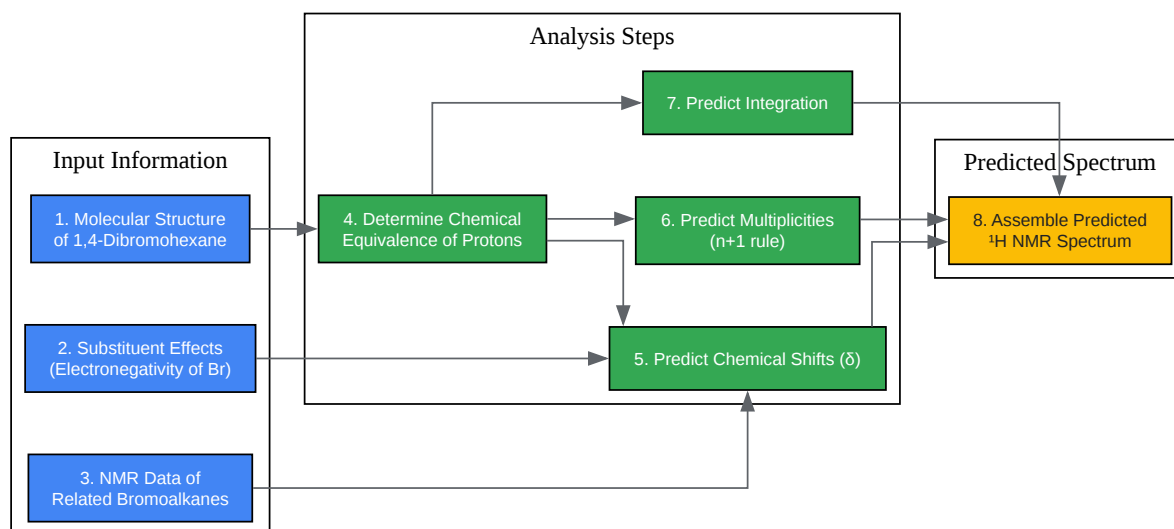 Analysis Steps
7. Predict Integration
Input Information
Predicted Spectrum
1. Molecular Structure
of 1,4-Dibromohexane
4. Determine Chemical
Equivalence of Protons
6. Predict Multiplicities
(n+1 rule)
8. Assemble Predicted
¹H NMR Spectrum
2. Substituent Effects
(Electronegativity of Br)
5. Predict Chemical Shifts (δ)
3. NMR Data of
Related Bromoalkanes